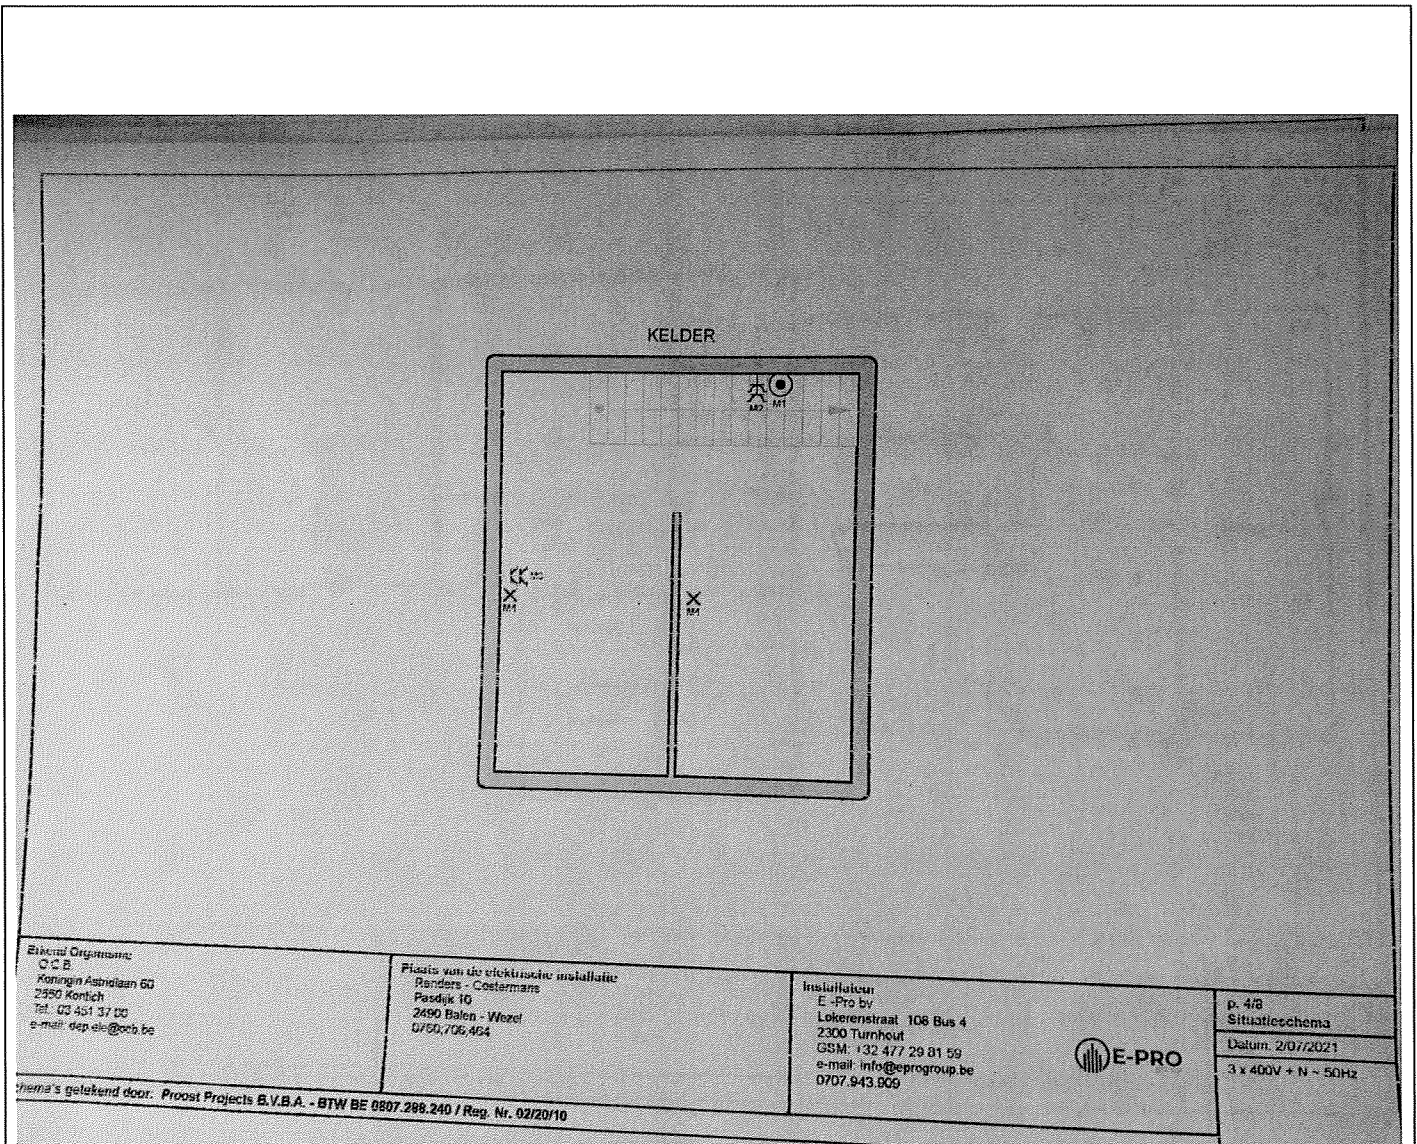 KELDER
M2
M1
M4
M4
Erkend Organisme
O C B
Koningin Astridlaan 60
2550 Kontich
Tel.: 03 451 37 00
e-mail: dep.ele@ocb.be
Plaats van de elektrische installatie
Renders - Costermans
Pasdijk 10
2490 Balen - Wezel
0760,706,464
Installateur
E -Pro bv
Lokerenstraat 108 Bus 4
2300 Turnhout
GSM: +32 477 29 81 59
e-mail: info@eprogroup.be
0707.943.909
E-PRO
p. 4/8
Situatieschema
Datum: 2/07/2021
3 x 400V + N ~ 50Hz
chema's getekend door: Proost Projects B.V.B.A. - BTW BE 0807.298.240 / Reg. Nr. 02/20/10